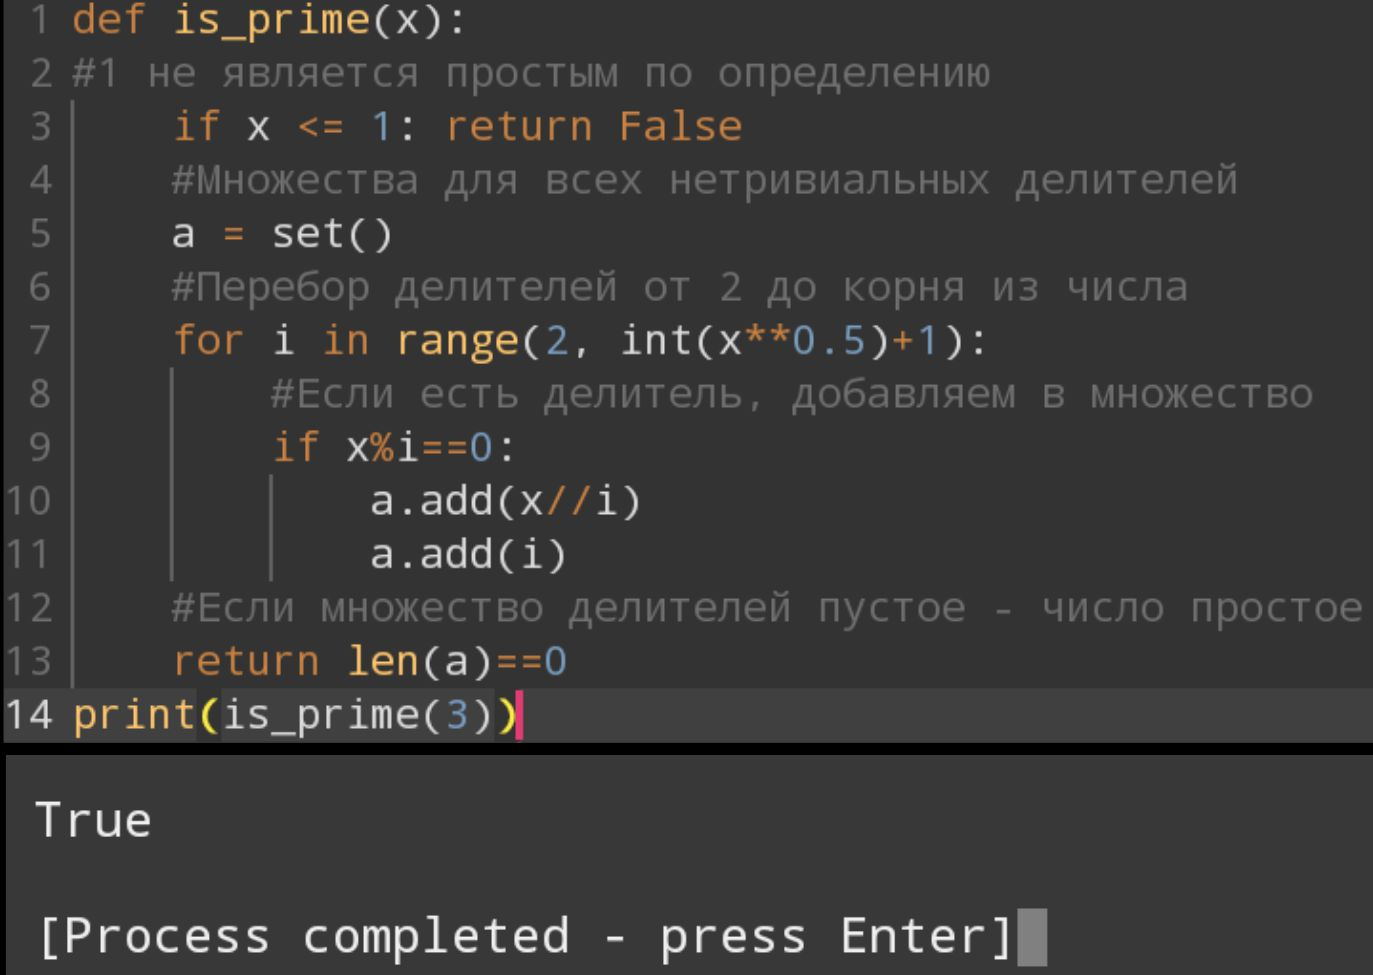 1 def is_prime(x):
2 #1 не является простым по определению
3 if x <= 1: return False
4 #Множества для всех нетривиальных делителей
5 a = set()
6 #Перебор делителей от 2 до корня из числа
7 for i in range(2, int(x**0.5)+1):
8 #Если есть делитель, добавляем в множество
9 if x%i==0:
10 a.add(x//i)
11 a.add(i)
12 #Если множество делителей пустое - число простое
13 return len(a)==0
14 print(is_prime(3))
True
[Process completed - press Enter]